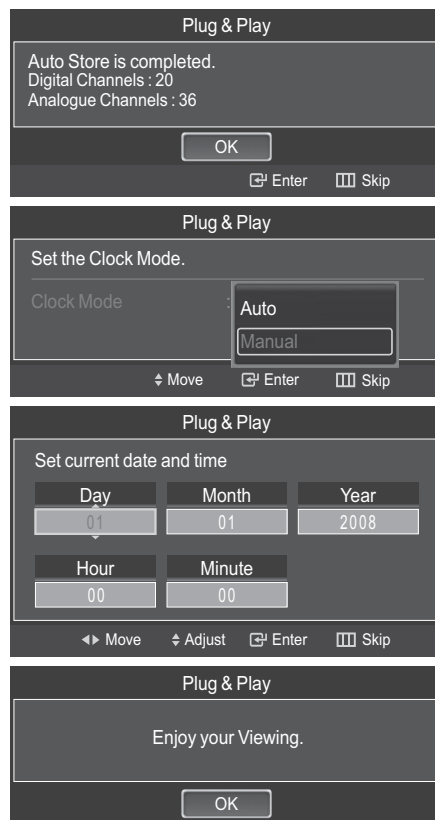 Plug & Play
Auto Store is completed.
Digital Channels : 20
Analogue Channels : 36
OK
Enter Skip
Plug & Play
Set the Clock Mode.
Clock Mode : Auto
Manual
Move Enter Skip
Plug & Play
Set current date and time
Day Month Year
01 01 2008
Hour Minute
00 00
Move Adjust Enter Skip
Plug & Play
Enjoy your Viewing.
OK